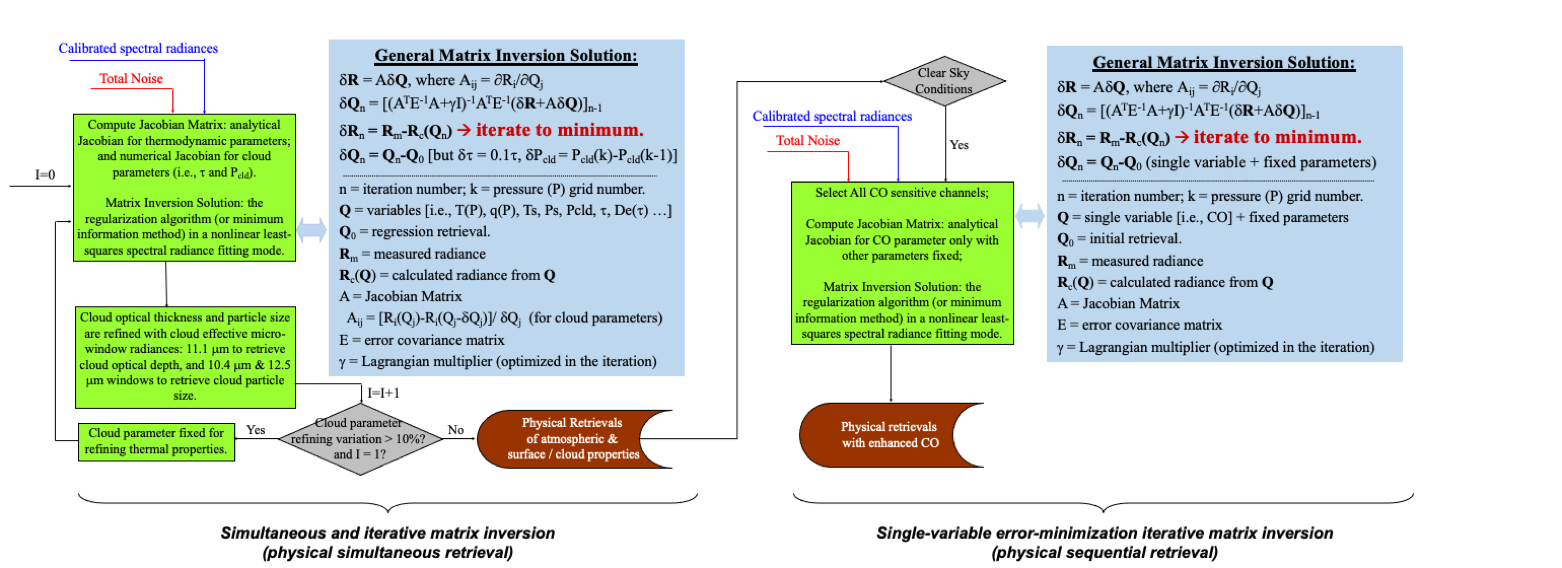 Calibrated spectral radiances
Total Noise
I=0
Compute Jacobian Matrix: analytical
Jacobian for thermodynamic parameters;
and numerical Jacobian for cloud
parameters (i.e., τ and Pcld).
Matrix Inversion Solution: the
regularization algorithm (or minimum
information method) in a nonlinear least-
squares spectral radiance fitting mode.
Cloud optical thickness and particle size
are refined with cloud effective micro-
window radiances: 11.1 μm to retrieve
cloud optical depth, and 10.4 μm & 12.5
μm windows to retrieve cloud particle
size.
I=I+1
Cloud parameter
refining variation > 10%?
and I = 1?
Yes
No
Cloud parameter fixed for
refining thermal properties.
Physical Retrievals
of atmospheric &
surface / cloud properties
General Matrix Inversion Solution:
δR = AδQ, where Aij = ∂Ri/∂Qj
δQn = [(AᵀE⁻¹A+γI)⁻¹AᵀE⁻¹(δR+AδQ)]n-1
δRn = Rm-Rc(Qn) → iterate to minimum.
δQn = Qn-Q0 [but δτ = 0.1τ, δPcld = Pcld(k)-Pcld(k-1)]
n = iteration number; k = pressure (P) grid number.
Q = variables [i.e., T(P), q(P), Ts, Ps, Pcld, τ, De(τ) …]
Q0 = regression retrieval.
Rm = measured radiance
Rc(Q) = calculated radiance from Q
A = Jacobian Matrix
Aij = [Ri(Qj)-Ri(Qj-δQj)]/ δQj (for cloud parameters)
E = error covariance matrix
γ = Lagrangian multiplier (optimized in the iteration)
Simultaneous and iterative matrix inversion
(physical simultaneous retrieval)
Clear Sky
Conditions
Yes
Calibrated spectral radiances
Total Noise
Select All CO sensitive channels;
Compute Jacobian Matrix: analytical
Jacobian for CO parameter only with
other parameters fixed;
Matrix Inversion Solution: the
regularization algorithm (or minimum
information method) in a nonlinear least-
squares spectral radiance fitting mode.
Physical retrievals
with enhanced CO
General Matrix Inversion Solution:
δR = AδQ, where Aij = ∂Ri/∂Qj
δQn = [(AᵀE⁻¹A+γI)⁻¹AᵀE⁻¹(δR+AδQ)]n-1
δRn = Rm-Rc(Qn) → iterate to minimum.
δQn = Qn-Q0 (single variable + fixed parameters)
n = iteration number; k = pressure (P) grid number.
Q = single variable [i.e., CO] + fixed parameters
Q0 = initial retrieval.
Rm = measured radiance
Rc(Q) = calculated radiance from Q
A = Jacobian Matrix
E = error covariance matrix
γ = Lagrangian multiplier (optimized in the iteration)
Single-variable error-minimization iterative matrix inversion
(physical sequential retrieval)